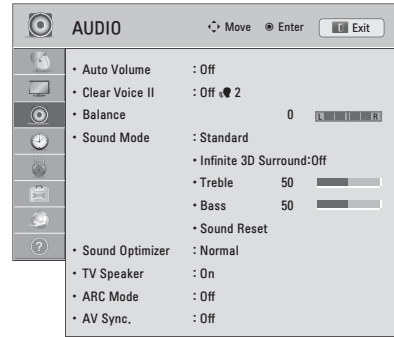 AUDIO Move Enter Exit
• Auto Volume : Off
• Clear Voice II : Off 2
• Balance 0 L R
• Sound Mode : Standard
• Infinite 3D Surround:Off
• Treble 50
• Bass 50
• Sound Reset
• Sound Optimizer : Normal
• TV Speaker : On
• ARC Mode : Off
• AV Sync. : Off
?